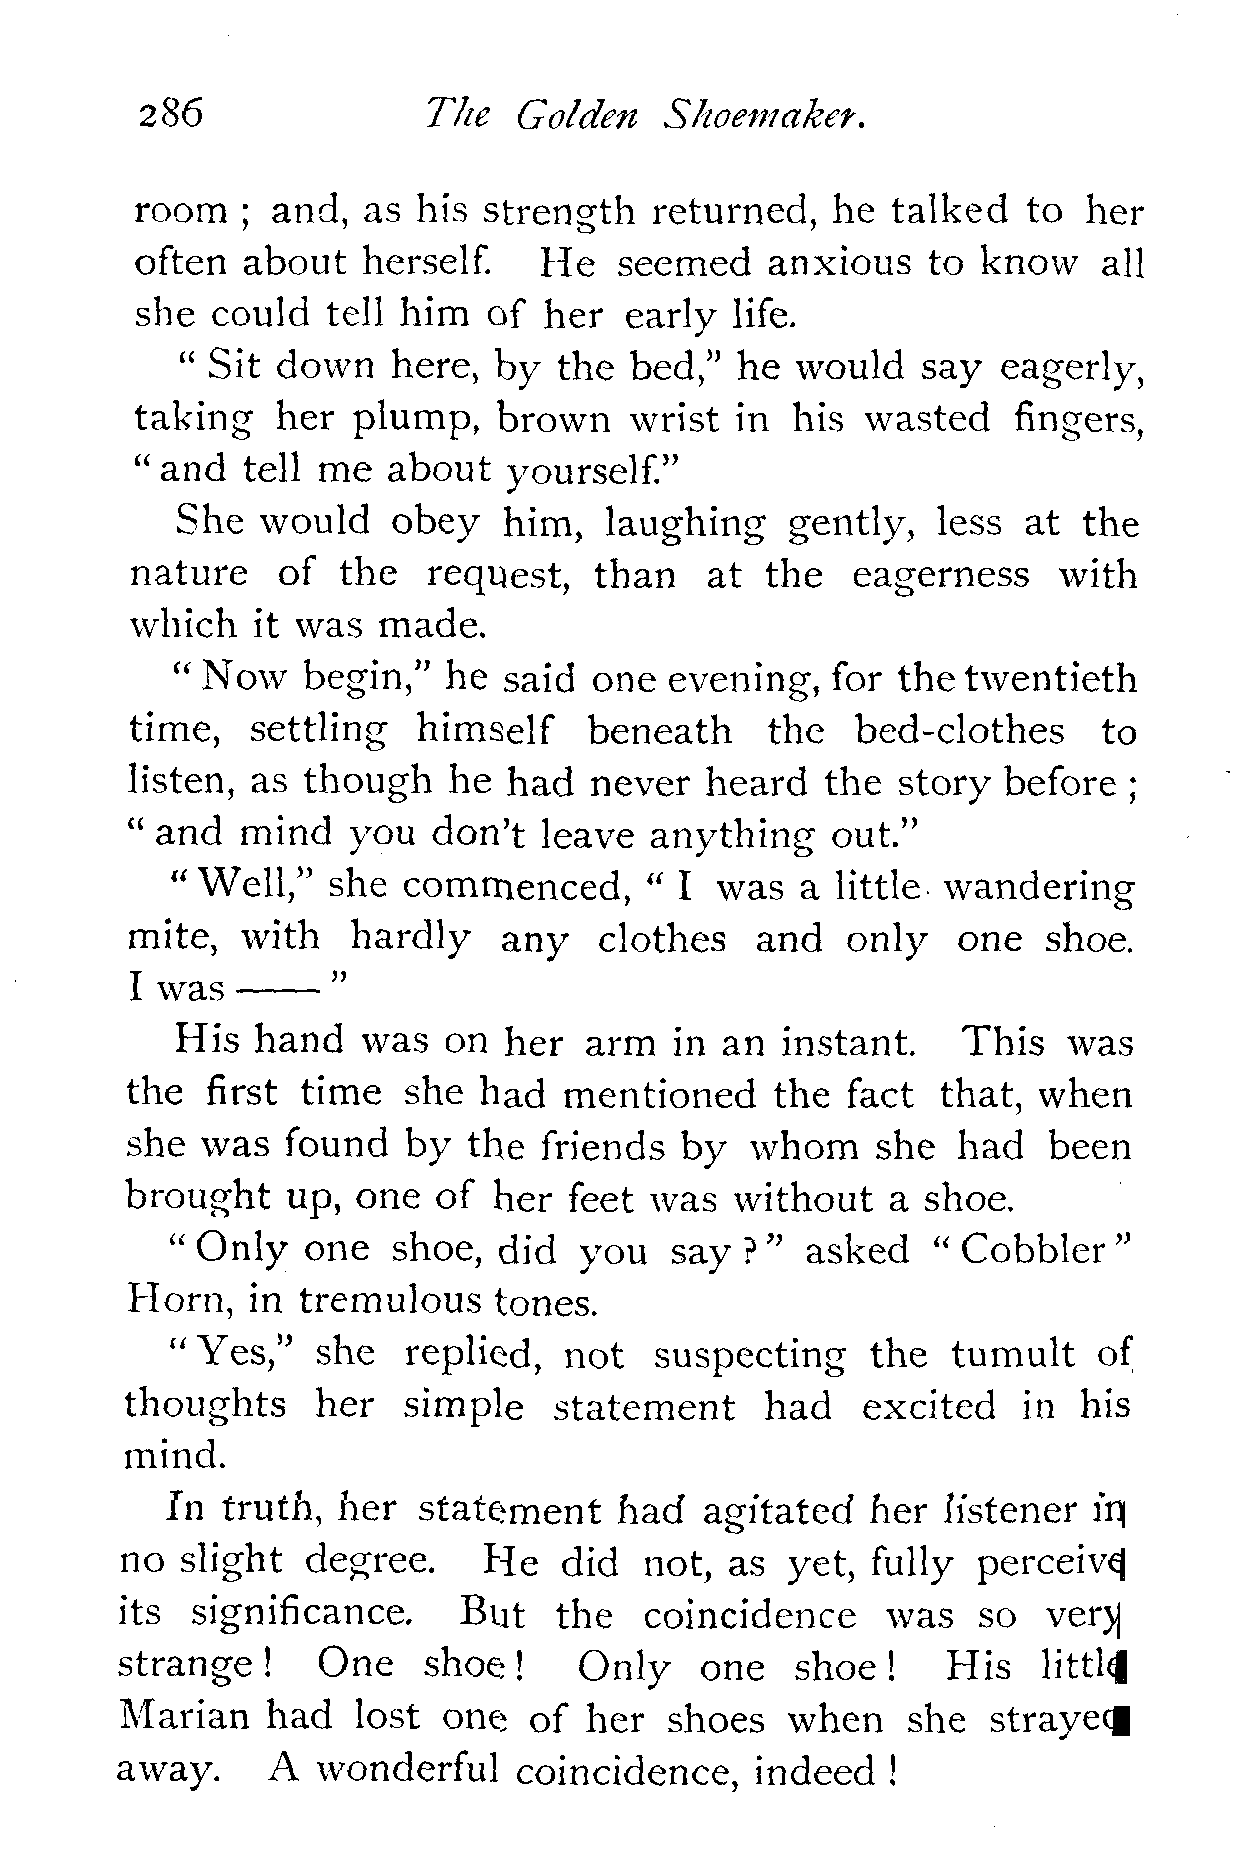 286 The Golden Shoemaker.
room ; and, as his strength returned, he talked to her
often about herself. He seemed anxious to know all
she could tell him of her early life.
“ Sit down here, by the bed,” he would say eagerly,
taking her plump, brown wrist in his wasted fingers,
“ and tell me about yourself.”
She would obey him, laughing gently, less at the
nature of the request, than at the eagerness with
which it was made.
“ Now begin,” he said one evening, for the twentieth
time, settling himself beneath the bed-clothes to
listen, as though he had never heard the story before ;
“ and mind you don't leave anything out.”
“ Well,” she commenced, “ I was a little wandering
mite, with hardly any clothes and only one shoe.
I was —— ”
His hand was on her arm in an instant. This was
the first time she had mentioned the fact that, when
she was found by the friends by whom she had been
brought up, one of her feet was without a shoe.
“ Only one shoe, did you say ? ” asked “ Cobbler ”
Horn, in tremulous tones.
“ Yes,” she replied, not suspecting the tumult of
thoughts her simple statement had excited in his
mind.
In truth, her statement had agitated her listener in
no slight degree. He did not, as yet, fully perceive
its significance. But the coincidence was so very
strange ! One shoe ! Only one shoe ! His little
Marian had lost one of her shoes when she strayed
away. A wonderful coincidence, indeed !